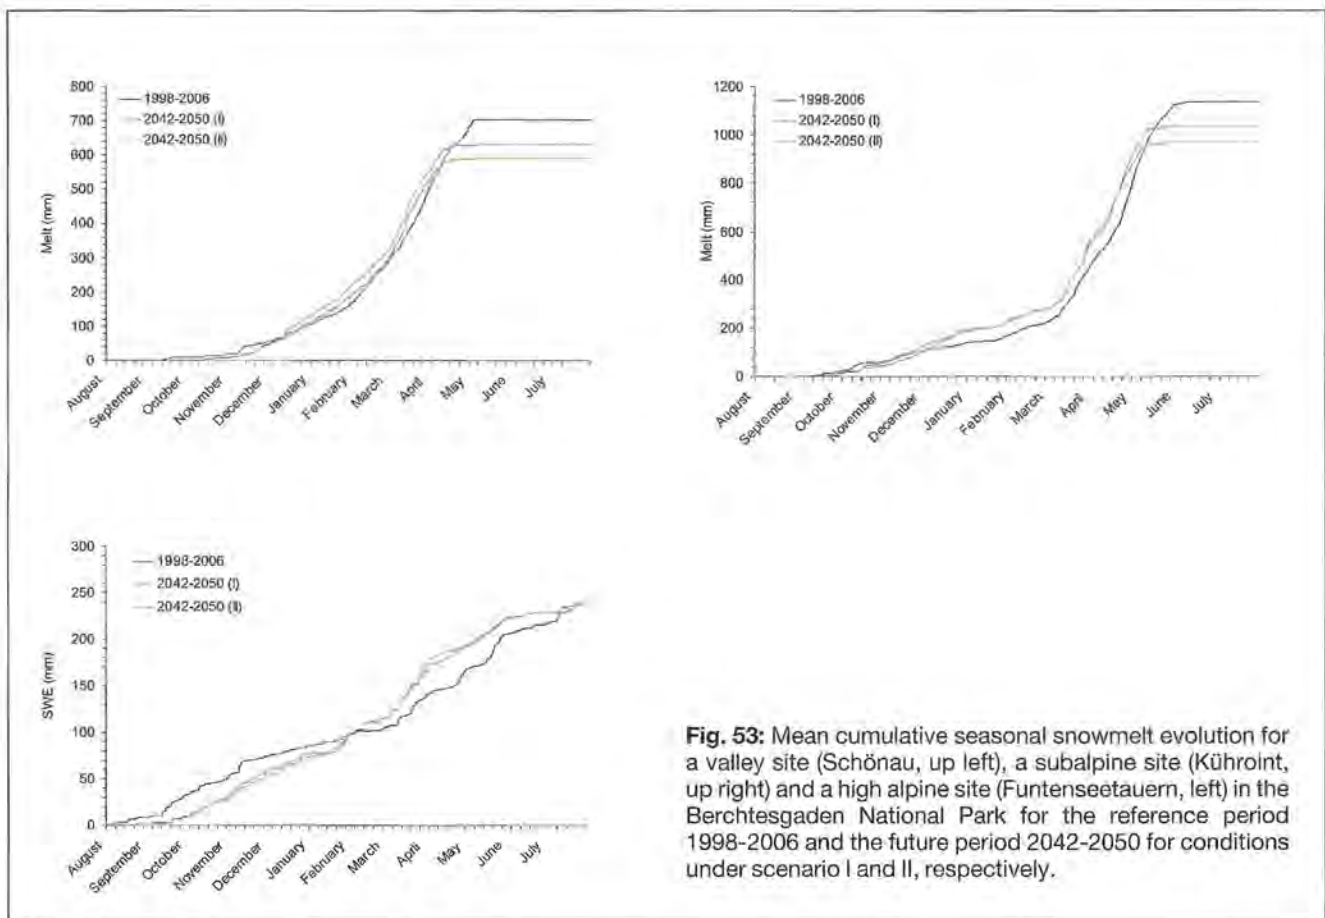 800
700
600
500
400
300
200
100
0
Melt (mm)
1998-2006
2042-2050 (I)
2042-2050 (II)
August
September
October
November
December
January
February
March
April
May
June
July
1200
1000
800
600
400
200
0
Melt (mm)
1998-2006
2042-2050 (I)
2042-2050 (II)
August
September
October
November
December
January
February
March
April
May
June
July
300
250
200
150
100
50
0
SWE (mm)
1998-2006
2042-2050 (I)
2042-2050 (II)
August
September
October
November
December
January
February
March
April
May
June
July
Fig. 53: Mean cumulative seasonal snowmelt evolution for
a valley site (Schönau, up left), a subalpine site (Kühroint,
up right) and a high alpine site (Funtenseetauern, left) in the
Berchtesgaden National Park for the reference period
1998-2006 and the future period 2042-2050 for conditions
under scenario I and II, respectively.